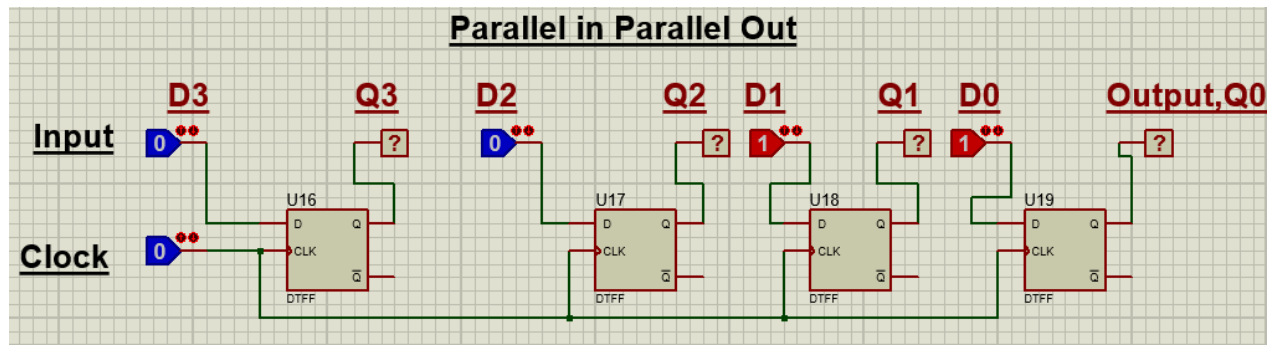 Parallel in Parallel Out
D3 Q3 D2 Q2 D1 Q1 D0 Output,Q0
Input 0 ? 0 ? 1 ? 1 ?
U16 U17 U18 U19
D Q D Q D Q D Q
Clock 0 CLK CLK CLK CLK
Q̅ Q̅ Q̅ Q̅
DTFF DTFF DTFF DTFF